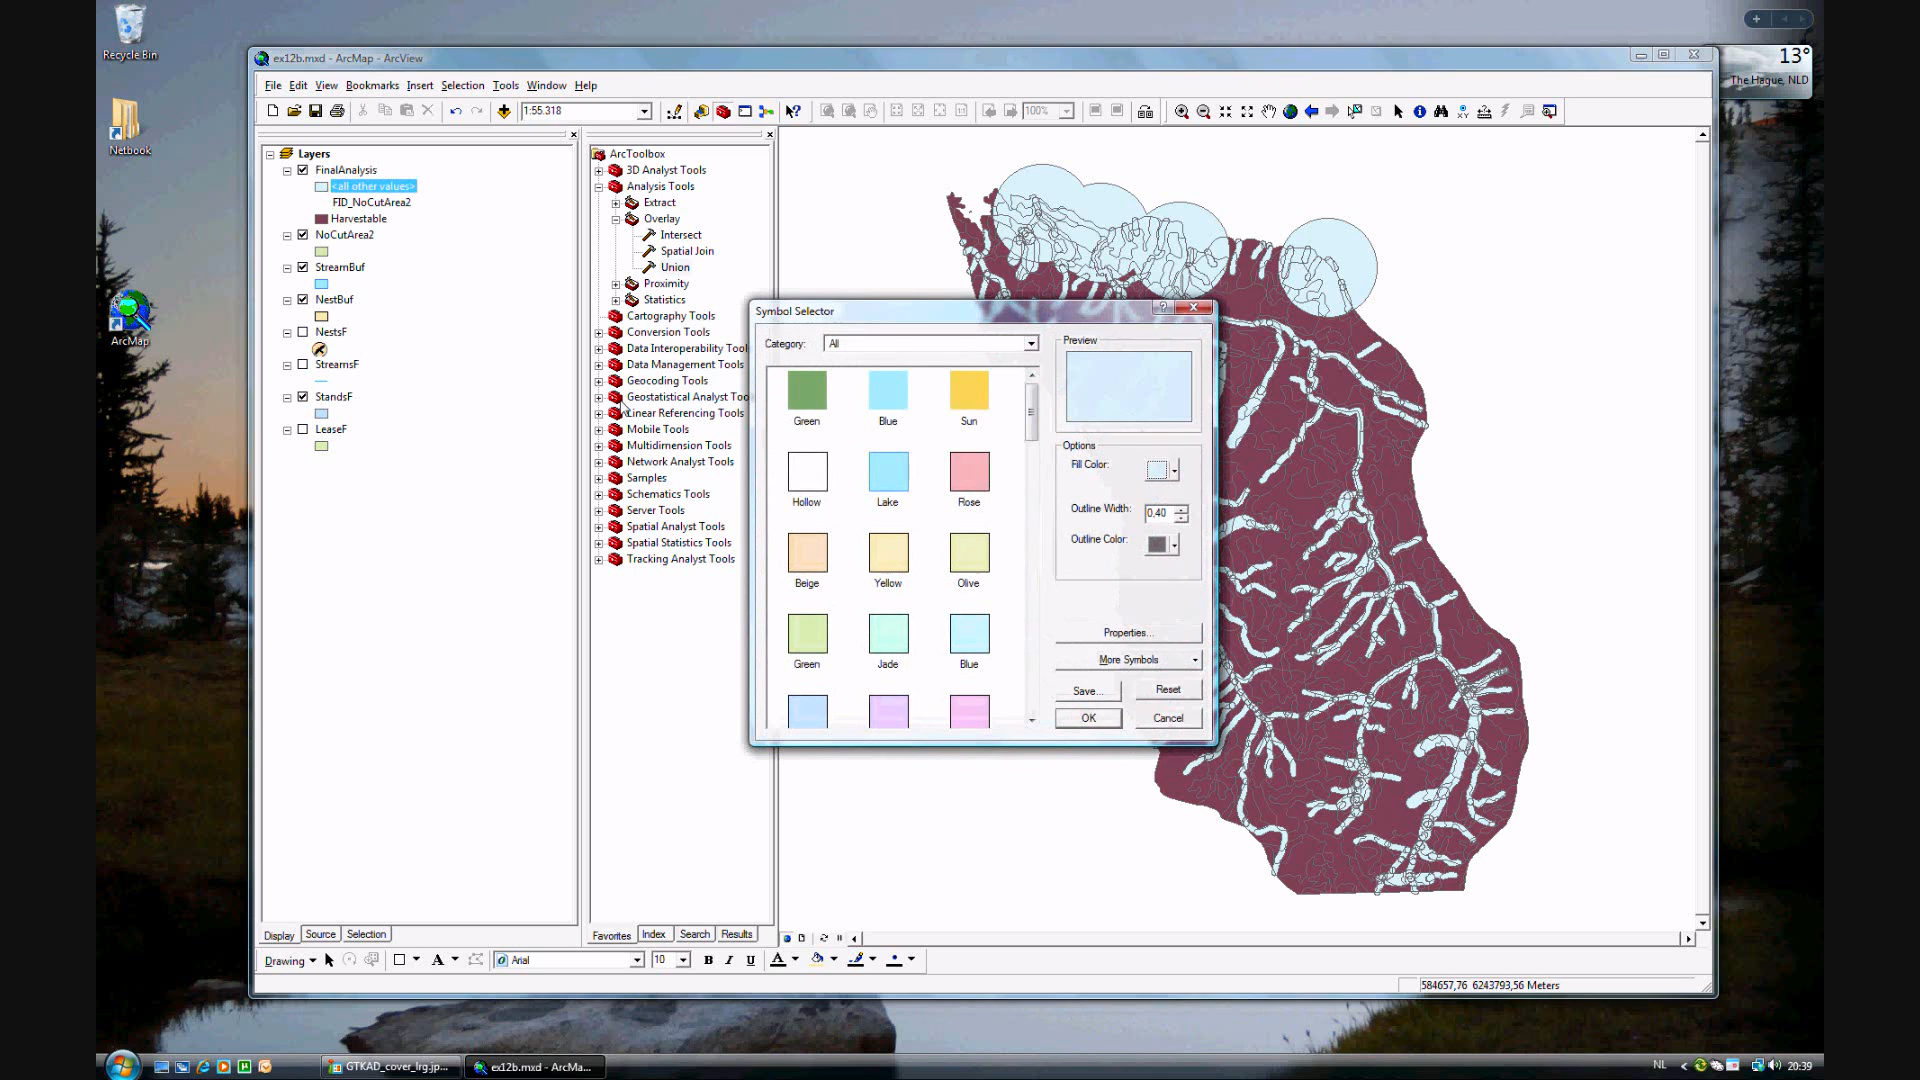 Recycle Bin
Netbook
ArcMap
13°
The Hague, NLD
ex12b.mxd - ArcMap - ArcView
File Edit View Bookmarks Insert Selection Tools Window Help
1:55.318
100%
Layers
FinalAnalysis
<all other values>
FID_NoCutArea2
Harvestable
NoCutArea2
StreamBuf
NestBuf
NestsF
StreamsF
StandsF
LeaseF
Display Source Selection
ArcToolbox
3D Analyst Tools
Analysis Tools
Extract
Overlay
Intersect
Spatial Join
Union
Proximity
Statistics
Cartography Tools
Conversion Tools
Data Interoperability Tool
Data Management Tools
Geocoding Tools
Geostatistical Analyst Too
Linear Referencing Tools
Mobile Tools
Multidimension Tools
Network Analyst Tools
Samples
Schematics Tools
Server Tools
Spatial Analyst Tools
Spatial Statistics Tools
Tracking Analyst Tools
Favorites Index Search Results
Symbol Selector
Category: All
Green Blue Sun
Hollow Lake Rose
Beige Yellow Olive
Green Jade Blue
Preview
Options
Fill Color:
Outline Width: 0,40
Outline Color:
Properties...
More Symbols
Save... Reset
OK Cancel
Drawing A Arial 10 B I U A
584657,76 6243793,56 Meters
GTKAD_cover_lrg.jp...
ex12b.mxd - ArcMa...
NL
20:39